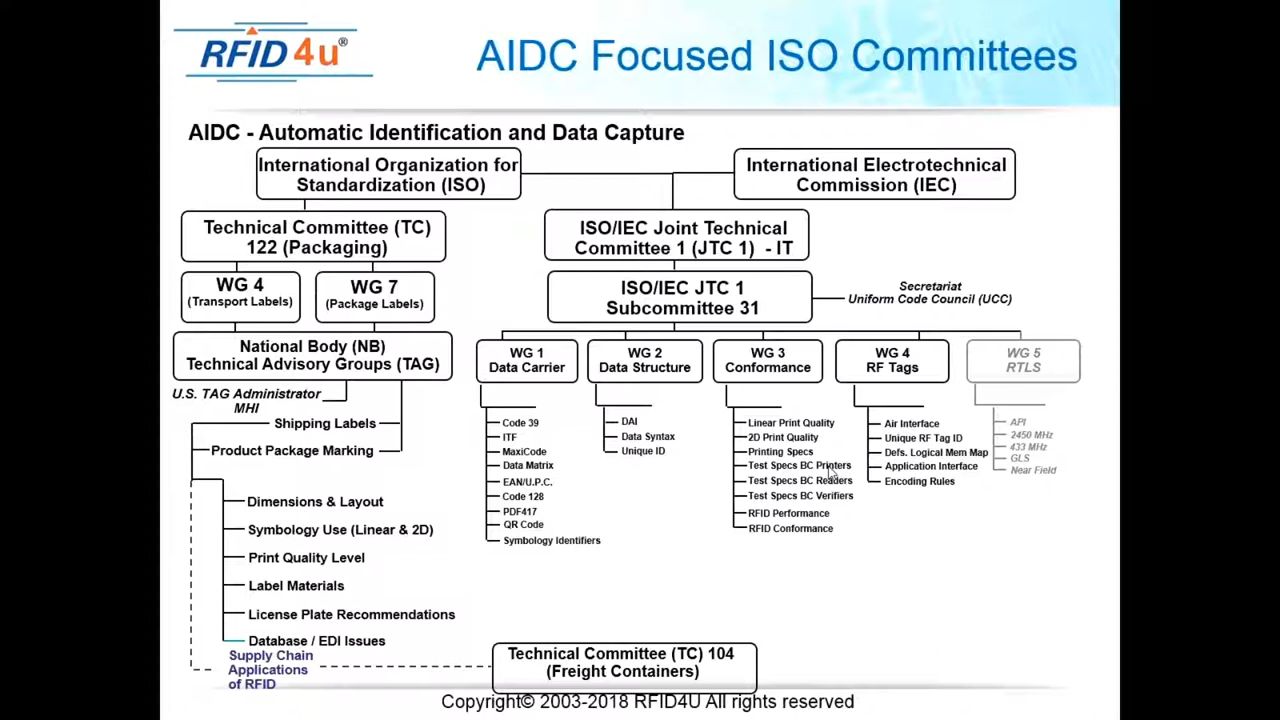 RFID4u®
AIDC Focused ISO Committees
AIDC - Automatic Identification and Data Capture
International Organization for
Standardization (ISO)
International Electrotechnical
Commission (IEC)
Technical Committee (TC)
122 (Packaging)
ISO/IEC Joint Technical
Committee 1 (JTC 1) - IT
WG 4
(Transport Labels)
WG 7
(Package Labels)
ISO/IEC JTC 1
Subcommittee 31
Secretariat
Uniform Code Council (UCC)
National Body (NB)
Technical Advisory Groups (TAG)
U.S. TAG Administrator
MHI
Shipping Labels
Product Package Marking
Dimensions & Layout
Symbology Use (Linear & 2D)
Print Quality Level
Label Materials
License Plate Recommendations
Database / EDI Issues
Supply Chain
Applications
of RFID
WG 1
Data Carrier
Code 39
ITF
MaxiCode
Data Matrix
EAN/U.P.C.
Code 128
PDF417
QR Code
Symbology Identifiers
WG 2
Data Structure
DAI
Data Syntax
Unique ID
WG 3
Conformance
Linear Print Quality
2D Print Quality
Printing Specs
Test Specs BC Printers
Test Specs BC Readers
Test Specs BC Verifiers
RFID Performance
RFID Conformance
WG 4
RF Tags
Air Interface
Unique RF Tag ID
Defs. Logical Mem Map
Application Interface
Encoding Rules
WG 5
RTLS
API
2450 MHz
433 MHz
GLS
Near Field
Technical Committee (TC) 104
(Freight Containers)
Copyright© 2003-2018 RFID4U All rights reserved